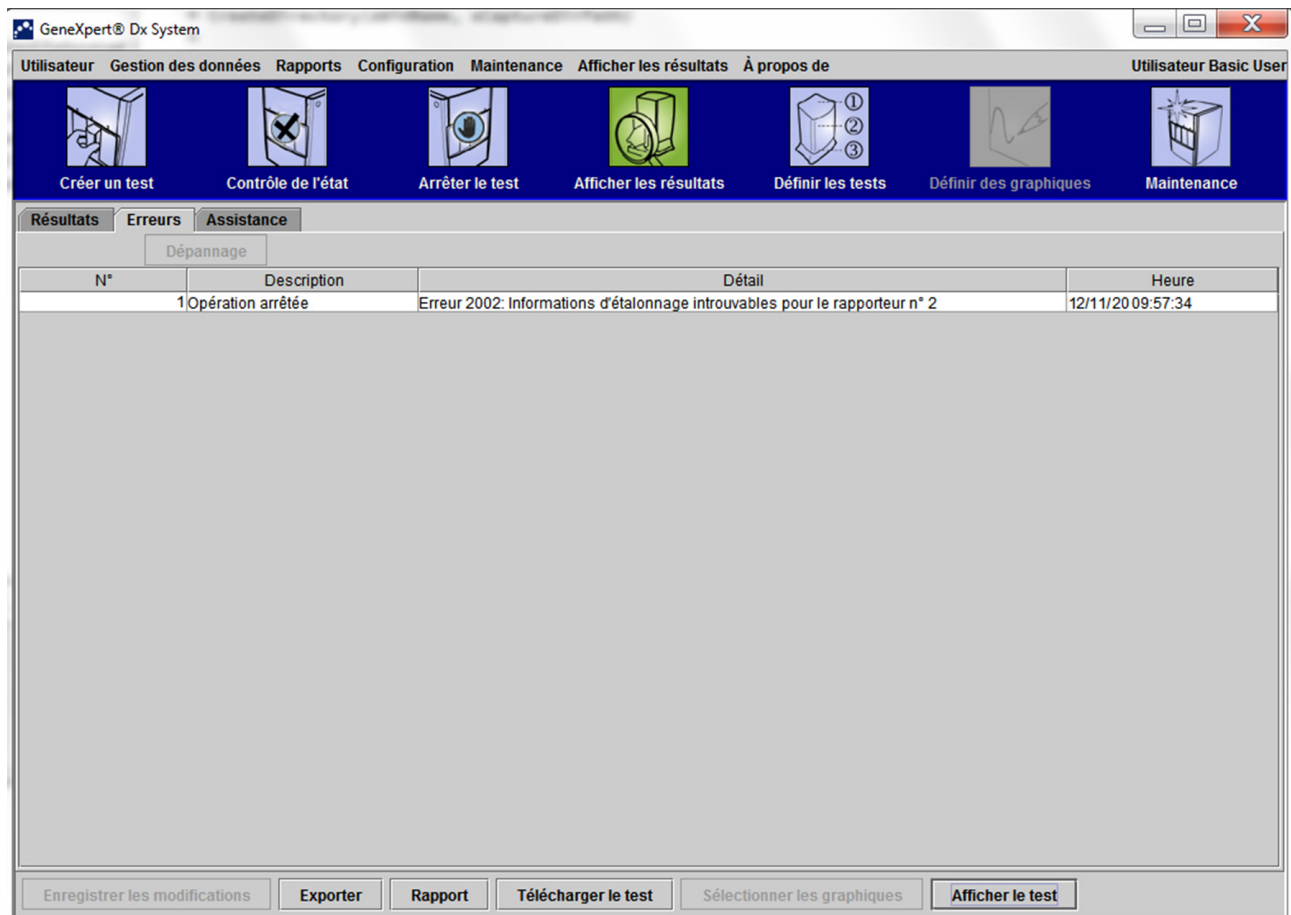 GeneXpert® Dx System
Utilisateur Gestion des données Rapports Configuration Maintenance Afficher les résultats À propos de Utilisateur Basic User
① 
②
③
Créer un test Contrôle de l'état Arrêter le test Afficher les résultats Définir les tests Définir des graphiques Maintenance
Résultats Erreurs Assistance
Dépannage
N° Description Détail Heure
1 Opération arrêtée Erreur 2002: Informations d'étalonnage introuvables pour le rapporteur n° 2 12/11/20 09:57:34
Enregistrer les modifications Exporter Rapport Télécharger le test Sélectionner les graphiques Afficher le test